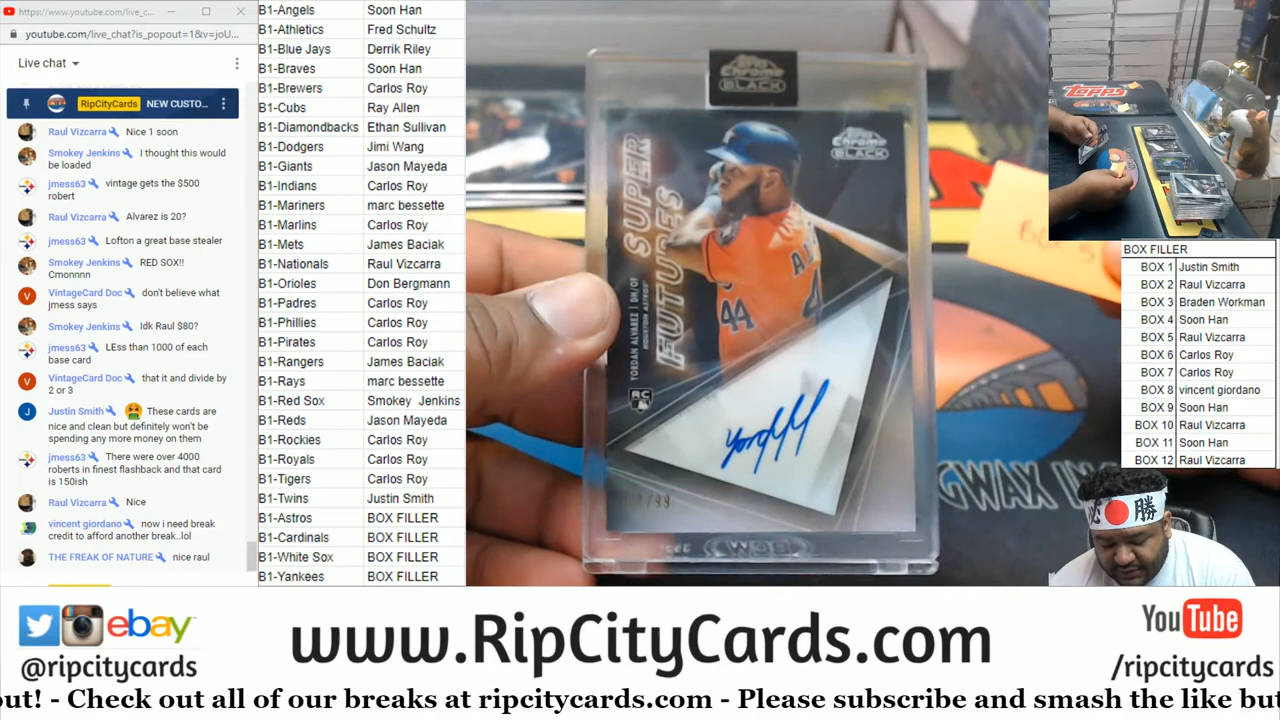 https://www.youtube.com/live_c...
youtube.com/live_chat?is_popout=1&v=joU...
Live chat
RipCityCards NEW CUSTO...
Raul Vizcarra Nice 1 soon
Smokey Jenkins I thought this would
be loaded
jmess63 vintage gets the $500
robert
Raul Vizcarra Alvarez is 20?
jmess63 Lofton a great base stealer
Smokey Jenkins RED SOX!!
Cmonnnn
VintageCard Doc don't believe what
jmess says
Smokey Jenkins Idk Raul $80?
jmess63 LEss than 1000 of each
base card
VintageCard Doc that it and divide by
2 or 3
Justin Smith These cards are
nice and clean but definitely won't be
spending any more money on them
jmess63 There were over 4000
roberts in finest flashback and that card
is 150ish
Raul Vizcarra Nice
vincent giordano now i need break
credit to afford another break..lol
THE FREAK OF NATURE nice raul
B1-Angels Soon Han
B1-Athletics Fred Schultz
B1-Blue Jays Derrik Riley
B1-Braves Soon Han
B1-Brewers Carlos Roy
B1-Cubs Ray Allen
B1-Diamondbacks Ethan Sullivan
B1-Dodgers Jimi Wang
B1-Giants Jason Mayeda
B1-Indians Carlos Roy
B1-Mariners marc bessette
B1-Marlins Carlos Roy
B1-Mets James Baciak
B1-Nationals Raul Vizcarra
B1-Orioles Don Bergmann
B1-Padres Carlos Roy
B1-Phillies Carlos Roy
B1-Pirates Carlos Roy
B1-Rangers James Baciak
B1-Rays marc bessette
B1-Red Sox Smokey Jenkins
B1-Reds Jason Mayeda
B1-Rockies Carlos Roy
B1-Royals Carlos Roy
B1-Tigers Carlos Roy
B1-Twins Justin Smith
B1-Astros BOX FILLER
B1-Cardinals BOX FILLER
B1-White Sox BOX FILLER
B1-Yankees BOX FILLER
Topps
Chrome
BLACK
Topps
Chrome
BLACK
SUPER
FUTURES
YORDAN ALVAREZ | DH/OF
HOUSTON ASTROS
RC
44
/99
GWAX IN
TOPPS
BOX FILLER
BOX 1 Justin Smith
BOX 2 Raul Vizcarra
BOX 3 Braden Workman
BOX 4 Soon Han
BOX 5 Raul Vizcarra
BOX 6 Carlos Roy
BOX 7 Carlos Roy
BOX 8 vincent giordano
BOX 9 Soon Han
BOX 10 Raul Vizcarra
BOX 11 Soon Han
BOX 12 Raul Vizcarra
必 勝
ebay
@ripcitycards
www.RipCityCards.com
YouTube
/ripcitycards
out! - Check out all of our breaks at ripcitycards.com - Please subscribe and smash the like but